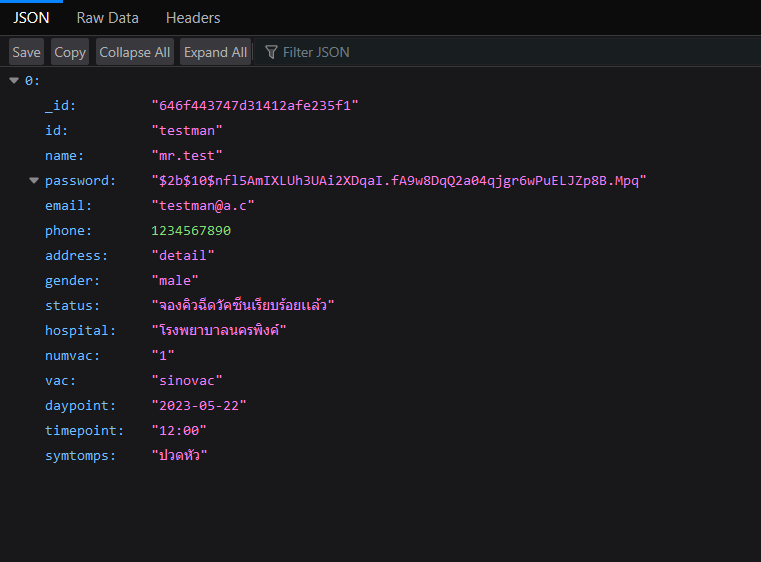 JSON Raw Data Headers
Save Copy Collapse All Expand All Filter JSON
0:
_id: "646f443747d31412afe235f1"
id: "testman"
name: "mr.test"
password: "$2b$10$nfl5AmIXLUh3UAi2XDqaI.fA9w8DqQ2a04qjgr6wPuELJZp8B.Mpq"
email: "testman@a.c"
phone: 1234567890
address: "detail"
gender: "male"
status: "จองคิวฉีดวัคซีนเรียบร้อยแล้ว"
hospital: "โรงพยาบาลนครพิงค์"
numvac: "1"
vac: "sinovac"
daypoint: "2023-05-22"
timepoint: "12:00"
symtomps: "ปวดหัว"